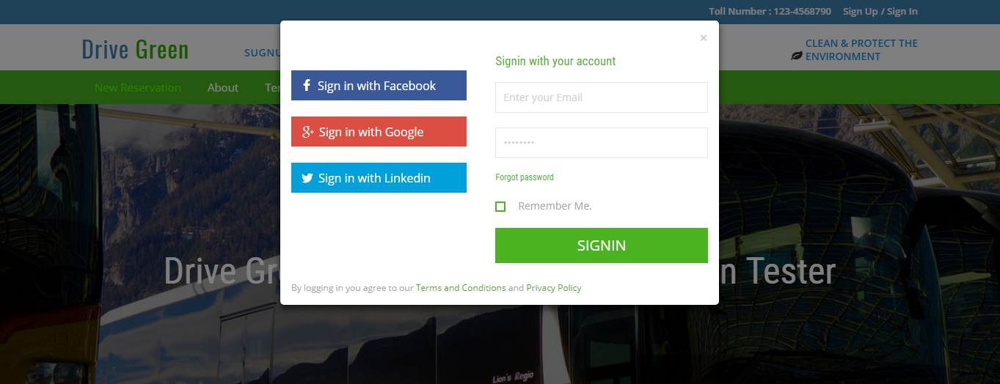 Toll Number : 123-4568790 Sign Up / Sign In
Drive Green
SUGNU
CLEAN & PROTECT THE
ENVIRONMENT
New Reservation About Ter
×
Sign in with Facebook
Sign in with Google
Sign in with Linkedin
Signin with your account
Enter your Email
Forgot password
Remember Me.
SIGNIN
By logging in you agree to our Terms and Conditions and Privacy Policy
Drive Gr
n Tester
Lion's Regio